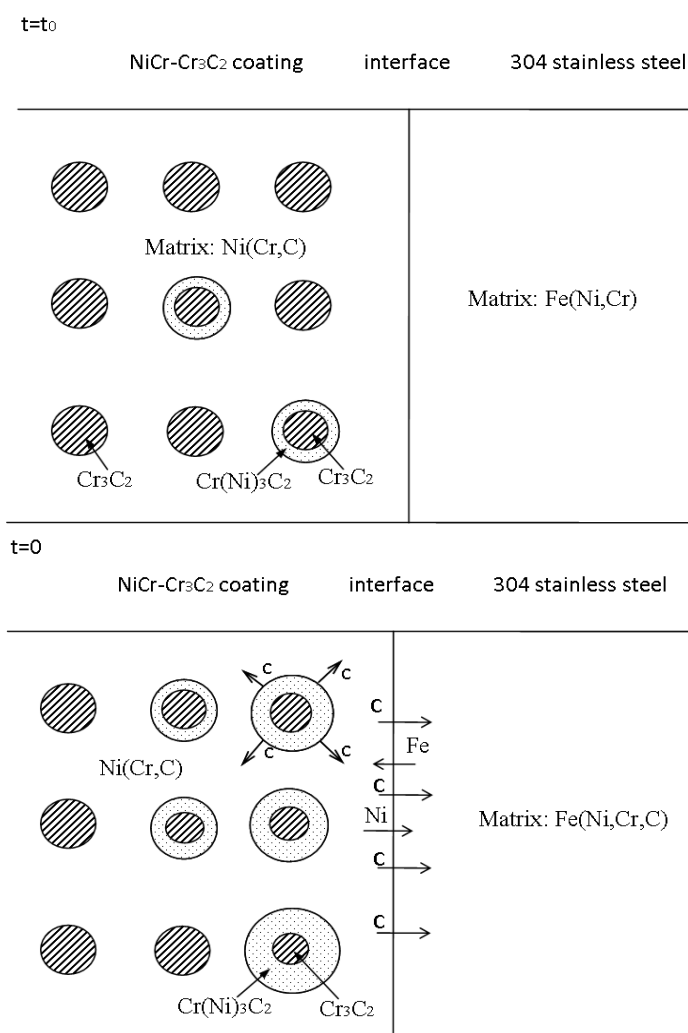 t=t₀
NiCr-Cr₃C₂ coating interface 304 stainless steel
Matrix: Ni(Cr,C)
Matrix: Fe(Ni,Cr)
Cr₃C₂ Cr(Ni)₃C₂ Cr₃C₂
t=0
NiCr-Cr₃C₂ coating interface 304 stainless steel
C C
C
Fe
C C
Ni(Cr,C)
C
Ni
Matrix: Fe(Ni,Cr,C)
C
C
Cr(Ni)₃C₂ Cr₃C₂